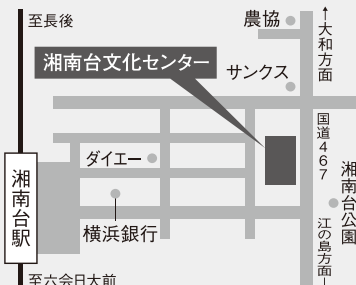 至長後
農協
大和方面
湘南台文化センター
サンクス
国道467
ダイエー
湘南台公園
湘南台駅
横浜銀行
江の島方面
至六会日大前